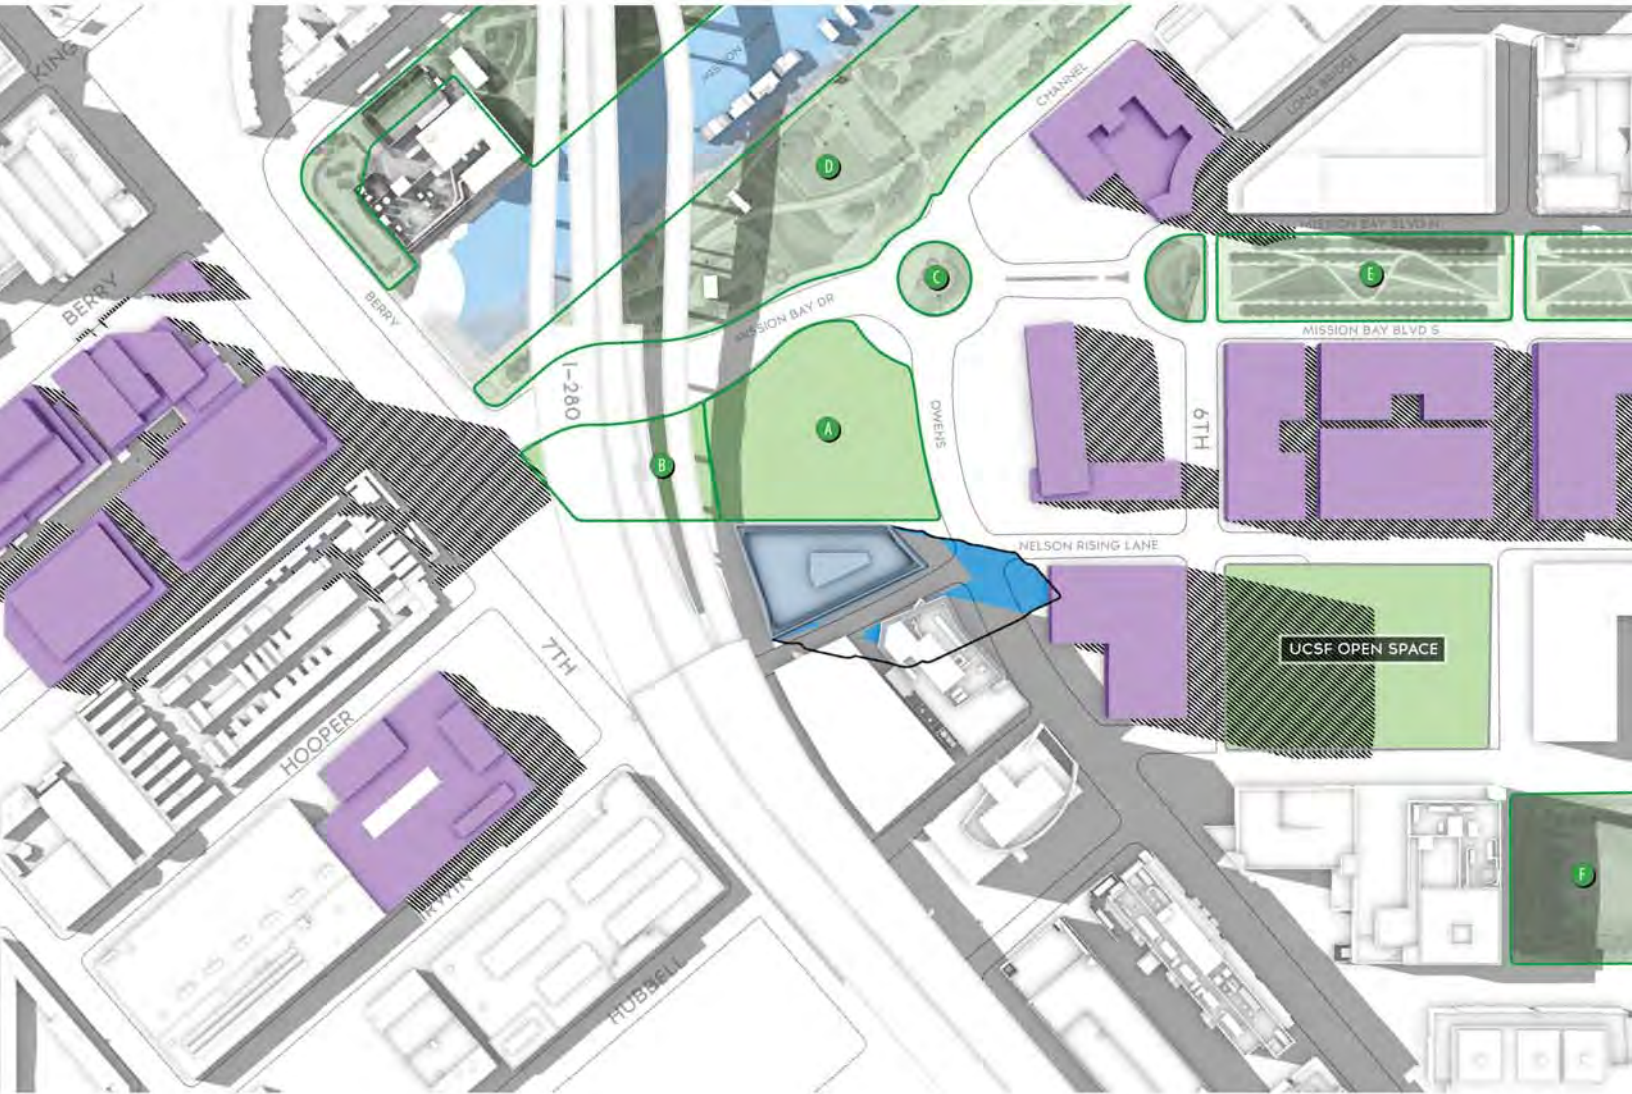 KING
MISSION
CHANNEL
LONG BRIDGE
D
BERRY
BERRY
C
MISSION BAY BLVD N
E
MISSION BAY DR
MISSION BAY BLVD S
I-280
A
OWENS
6TH
B
NELSON RISING LANE
UCSF OPEN SPACE
7TH
HOOPER
F
IRWIN
HUBBELL